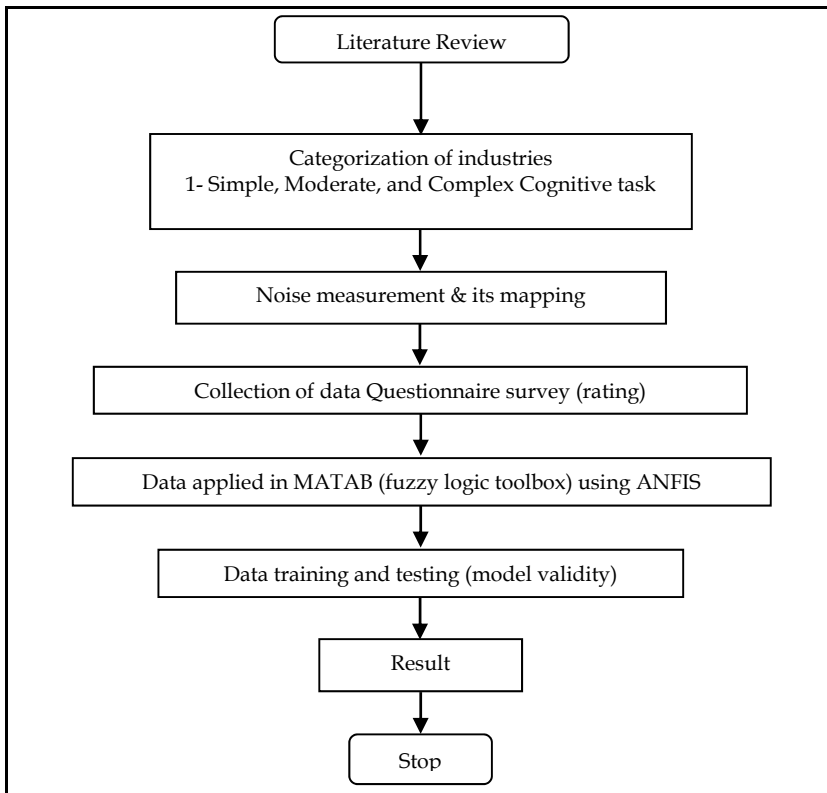 Literature Review
Categorization of industries
1- Simple, Moderate, and Complex Cognitive task
Noise measurement & its mapping
Collection of data Questionnaire survey (rating)
Data applied in MATAB (fuzzy logic toolbox) using ANFIS
Data training and testing (model validity)
Result
Stop